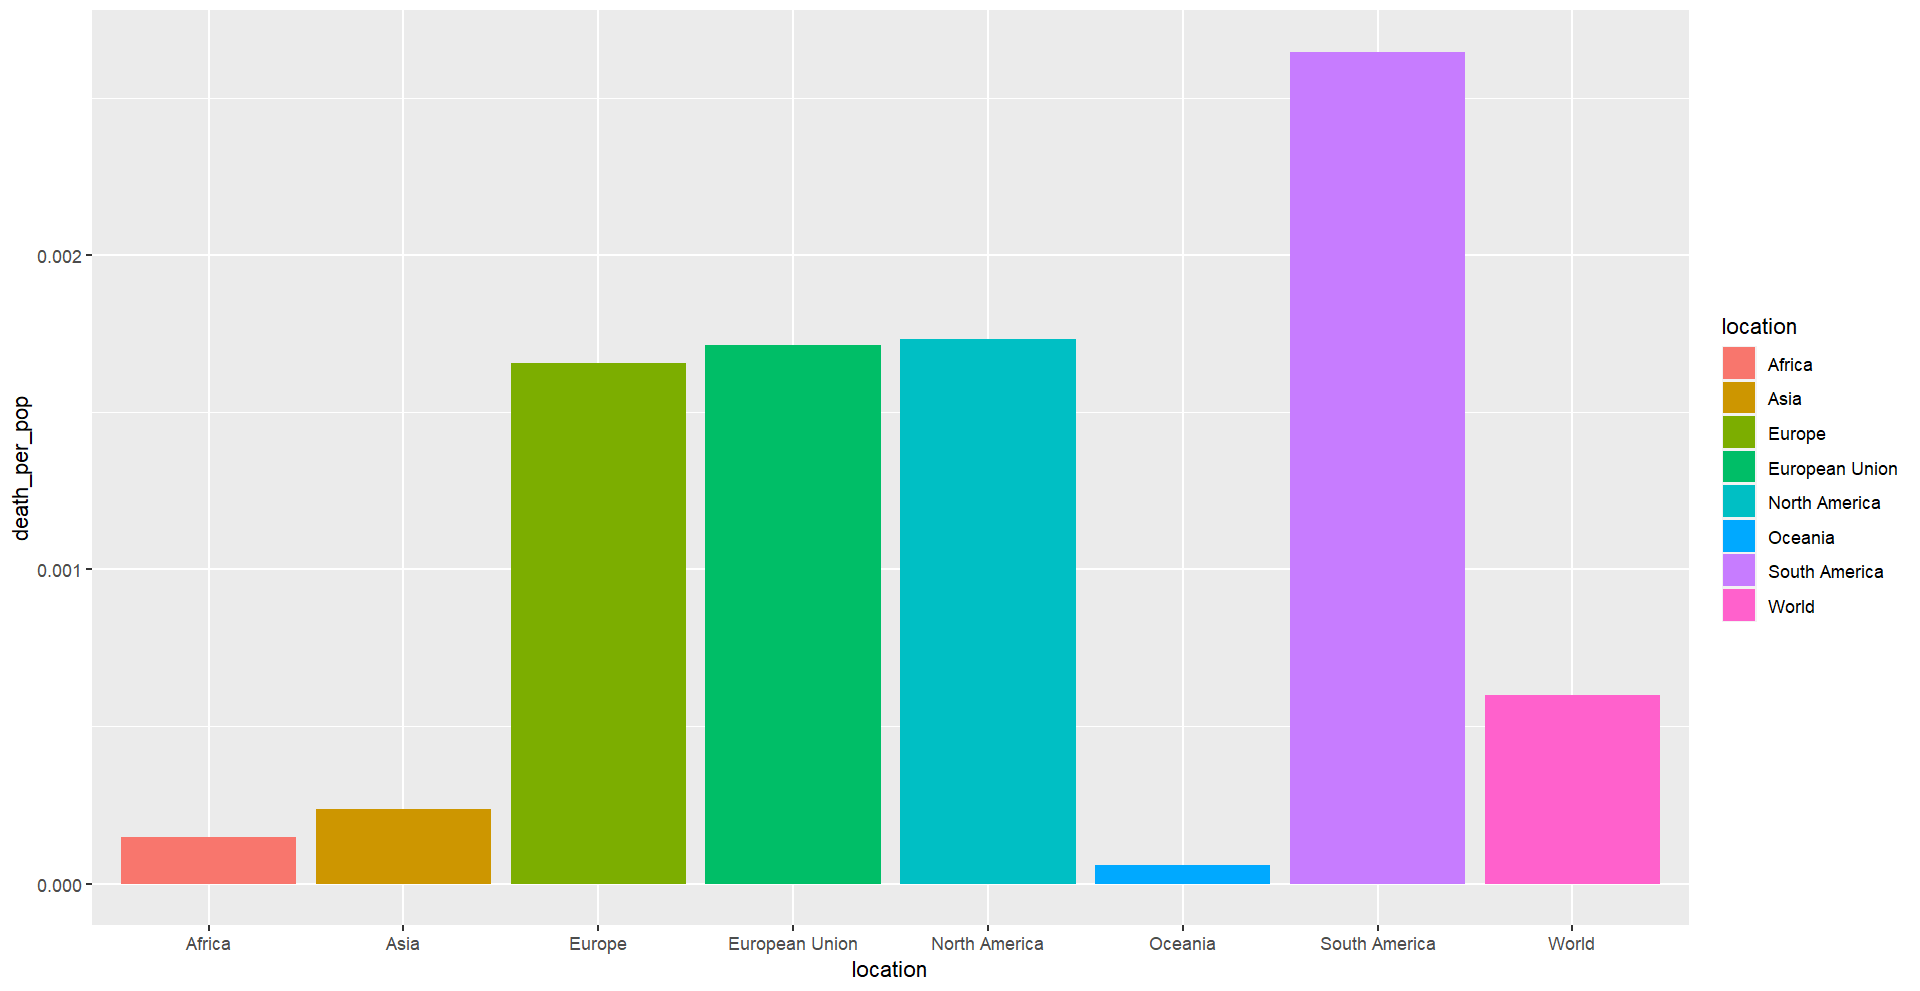 death_per_pop
0.002
0.001
0.000
Africa Asia Europe European Union North America Oceania South America World
location
location
Africa
Asia
Europe
European Union
North America
Oceania
South America
World